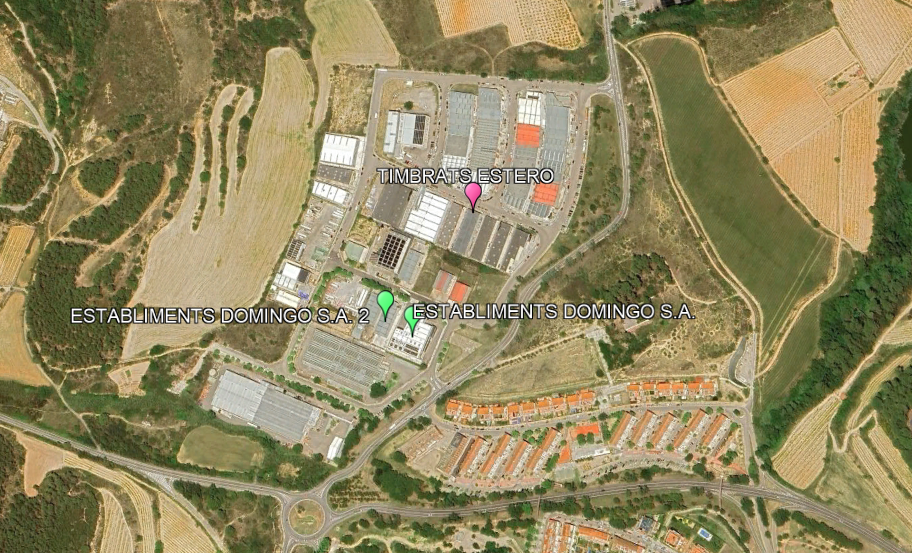 TIMBRATS ESTERO
ESTABLIMENTS DOMINGO S.A. 2
ESTABLIMENTS DOMINGO S.A.